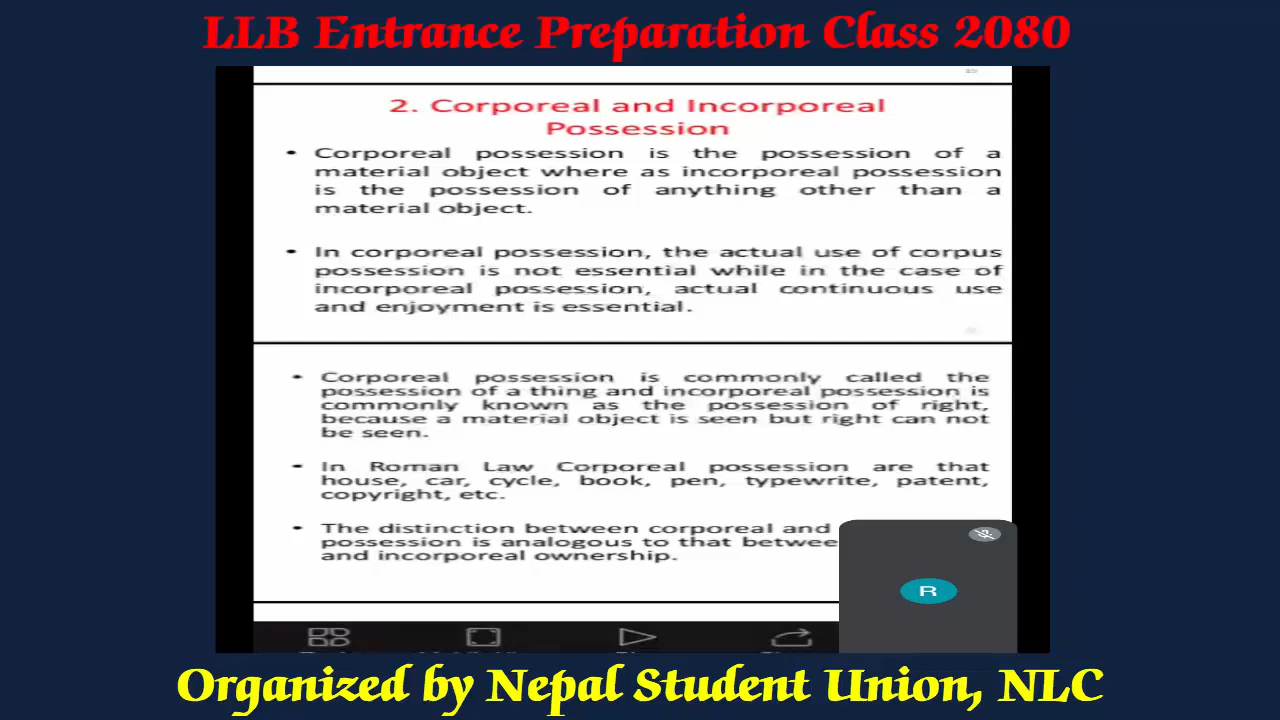 LLB Entrance Preparation Class 2080
2. Corporeal and Incorporeal
Possession
• Corporeal possession is the possession of a
material object where as incorporeal possession
is the possession of anything other than a
material object.
• In corporeal possession, the actual use of corpus
possession is not essential while in the case of
incorporeal possession, actual continuous use
and enjoyment is essential.
• Corporeal possession is commonly called the
possession of a thing and incorporeal possession is
commonly known as the possession of right,
because a material object is seen but right can not
be seen.
• In Roman Law Corporeal possession are that
house, car, cycle, book, pen, typewrite, patent,
copyright, etc.
• The distinction between corporeal and
possession is analogous to that betwee
and incorporeal ownership.
R
Organized by Nepal Student Union, NLC